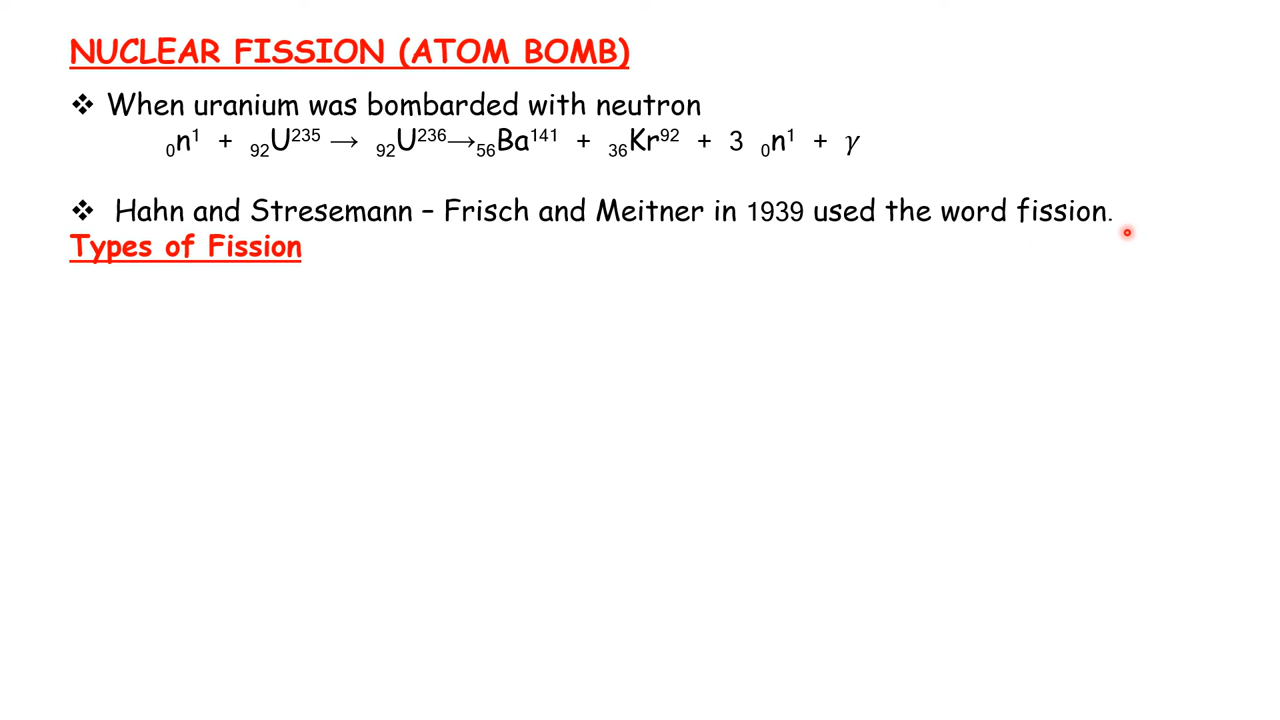 NUCLEAR FISSION (ATOM BOMB)
❖ When uranium was bombarded with neutron
₀n¹ + ₉₂U²³⁵ → ₉₂U²³⁶→₅₆Ba¹⁴¹ + ₃₆Kr⁹² + 3 ₀n¹ + γ
❖ Hahn and Stresemann – Frisch and Meitner in 1939 used the word fission.
Types of Fission